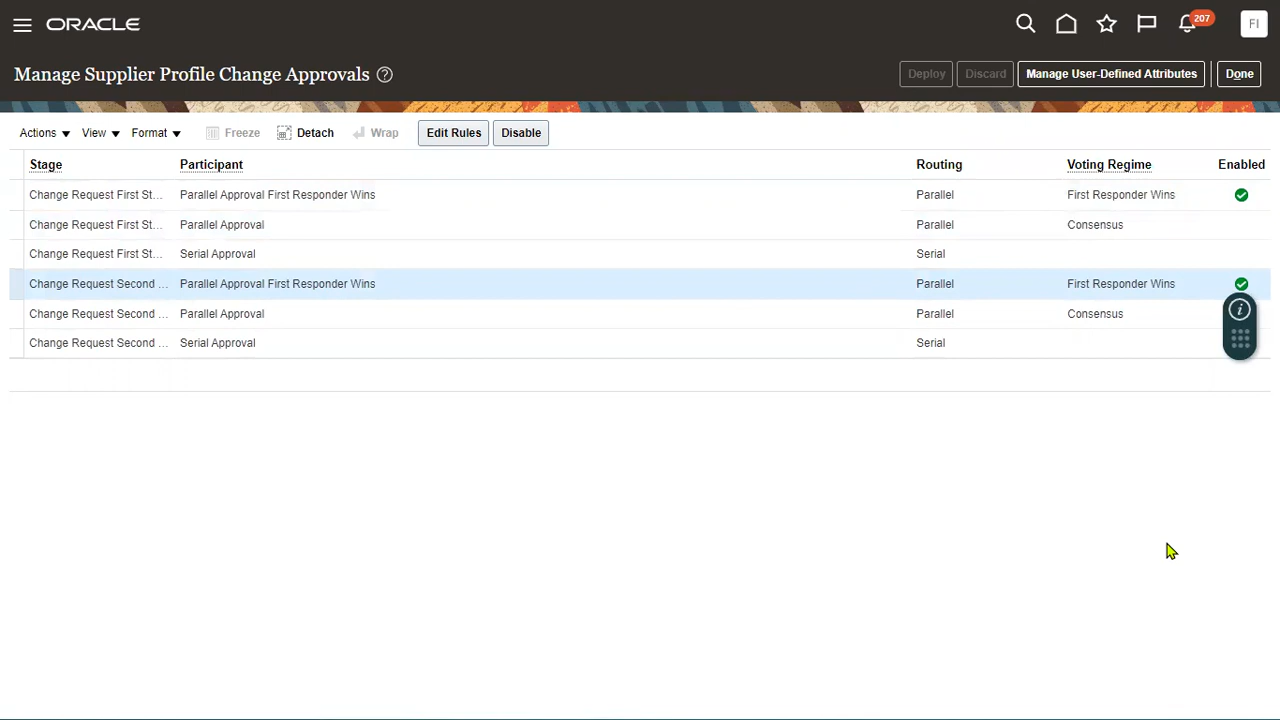 ORACLE 207 FI
Manage Supplier Profile Change Approvals ? Deploy Discard Manage User-Defined Attributes Done
Actions View Format Freeze Detach Wrap Edit Rules Disable
Stage Participant Routing Voting Regime Enabled
Change Request First St... Parallel Approval First Responder Wins Parallel First Responder Wins
Change Request First St... Parallel Approval Parallel Consensus
Change Request First St... Serial Approval Serial
Change Request Second ... Parallel Approval First Responder Wins Parallel First Responder Wins
Change Request Second ... Parallel Approval Parallel Consensus
Change Request Second ... Serial Approval Serial